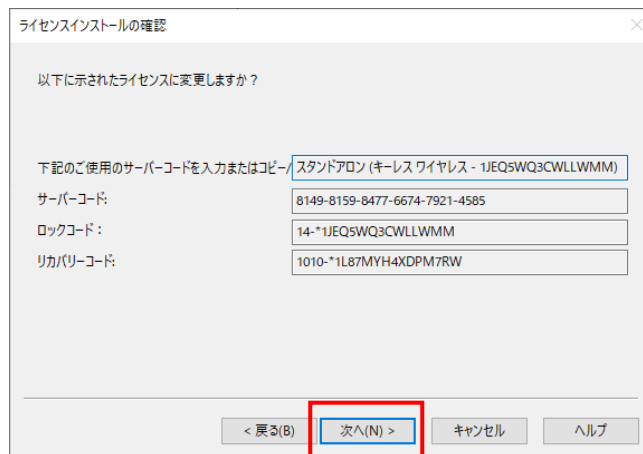 ライセンスインストールの確認
以下に示されたライセンスに変更しますか？
下記のご使用のサーバーコードを入力またはコピー/ スタンドアロン (キーレス ワイヤレス - 1JEQ5WQ3CWLLWMM)
サーバーコード: 8149-8159-8477-6674-7921-4585
ロックコード： 14-*1JEQ5WQ3CWLLWMM
リカバリーコード: 1010-*1L87MYH4XDPM7RW
< 戻る(B) 次へ(N) > キャンセル ヘルプ